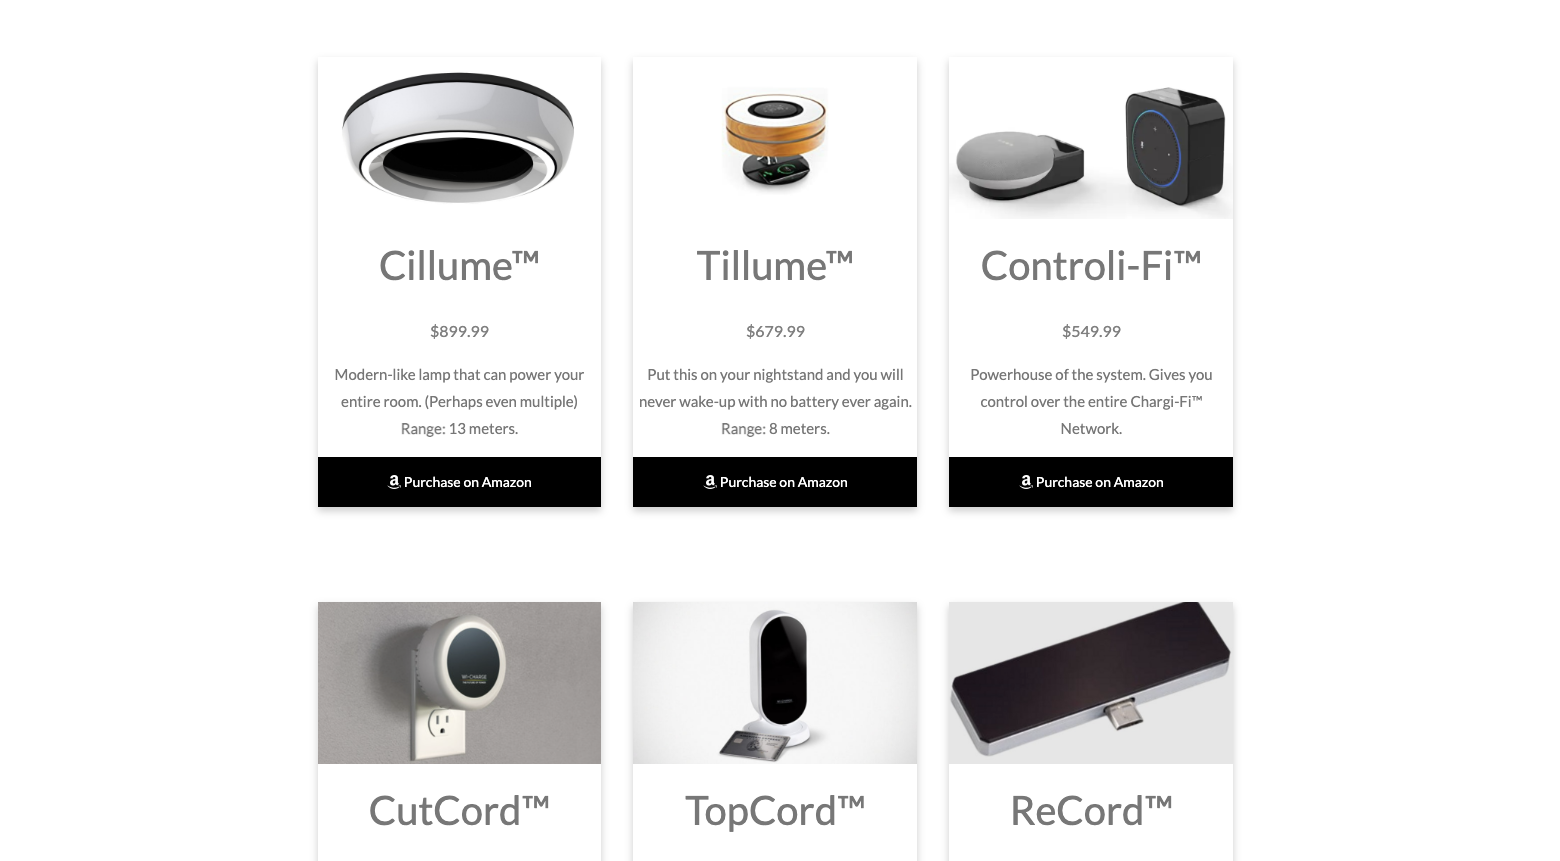 Cillume™
$899.99
Modern-like lamp that can power your
entire room. (Perhaps even multiple)
Range: 13 meters.
Purchase on Amazon
Tillume™
$679.99
Put this on your nightstand and you will
never wake-up with no battery ever again.
Range: 8 meters.
Purchase on Amazon
Controli-Fi™
$549.99
Powerhouse of the system. Gives you
control over the entire Chargi-Fi™
Network.
Purchase on Amazon
WI-CHARGE
CutCord™
TopCord™
ReCord™